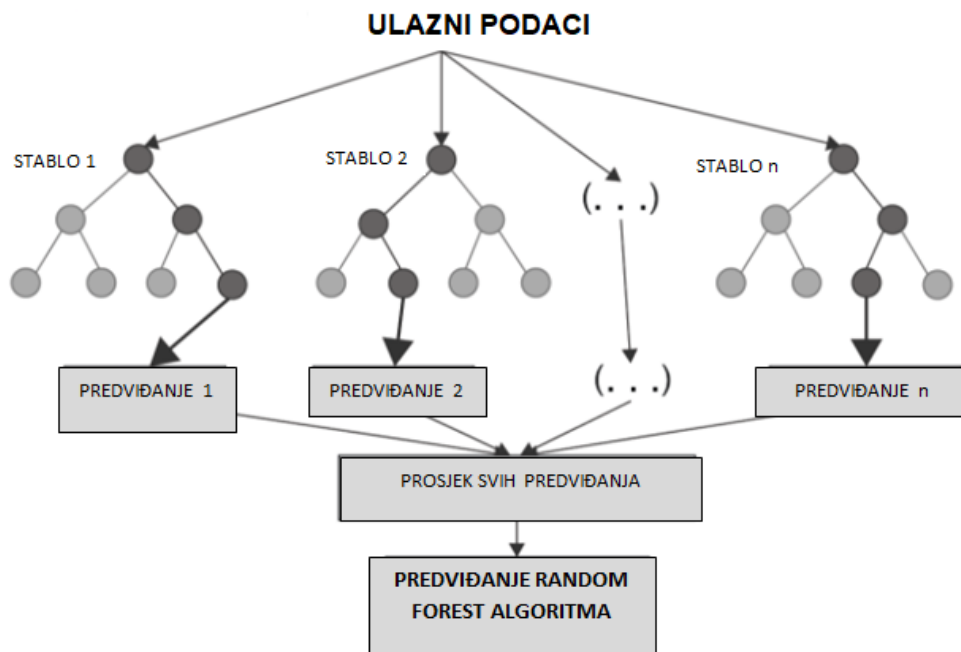 ULAZNI PODACI
STABLO 1
STABLO 2
(. . .)
STABLO n
PREDVIĐANJE 1
PREDVIĐANJE 2
(. . .)
PREDVIĐANJE n
PROSJEK SVIH PREDVIĐANJA
PREDVIĐANJE RANDOM
FOREST ALGORITMA